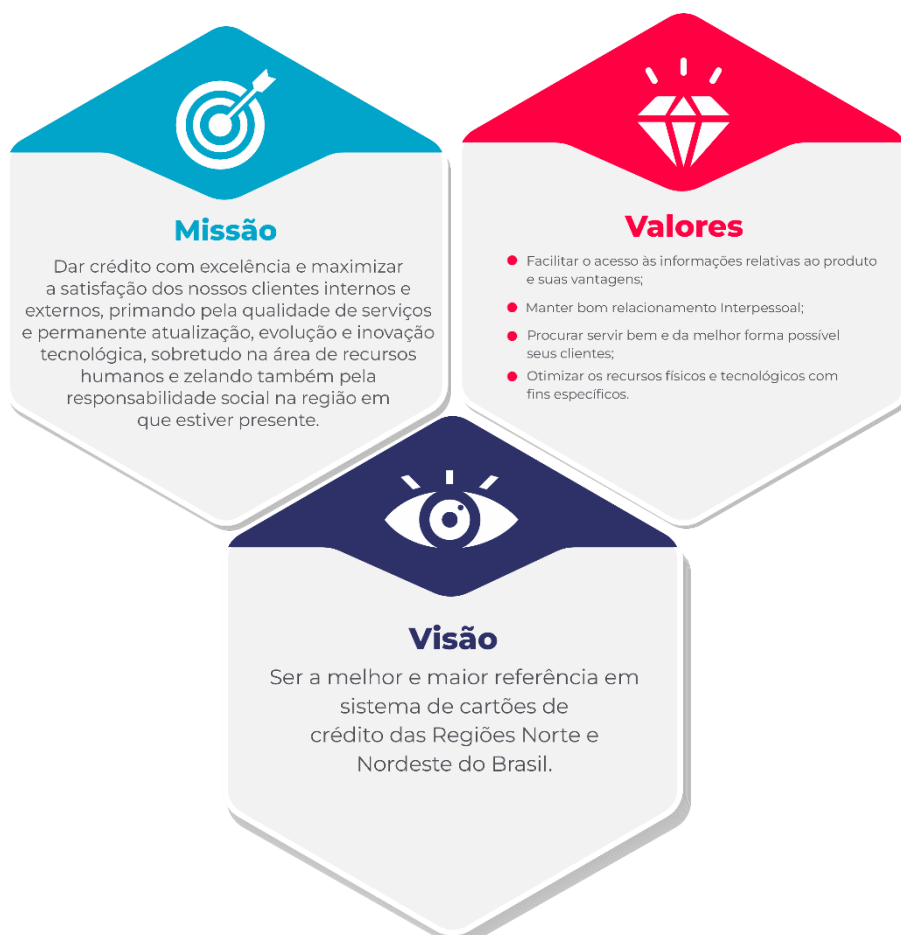 Missão
Dar crédito com excelência e maximizar
a satisfação dos nossos clientes internos e
externos, primando pela qualidade de serviços
e permanente atualização, evolução e inovação
tecnológica, sobretudo na área de recursos
humanos e zelando também pela
responsabilidade social na região em
que estiver presente.
Valores
Facilitar o acesso às informações relativas ao produto
e suas vantagens;
Manter bom relacionamento Interpessoal;
Procurar servir bem e da melhor forma possível
seus clientes;
Otimizar os recursos físicos e tecnológicos com
fins específicos.
Visão
Ser a melhor e maior referência em
sistema de cartões de
crédito das Regiões Norte e
Nordeste do Brasil.